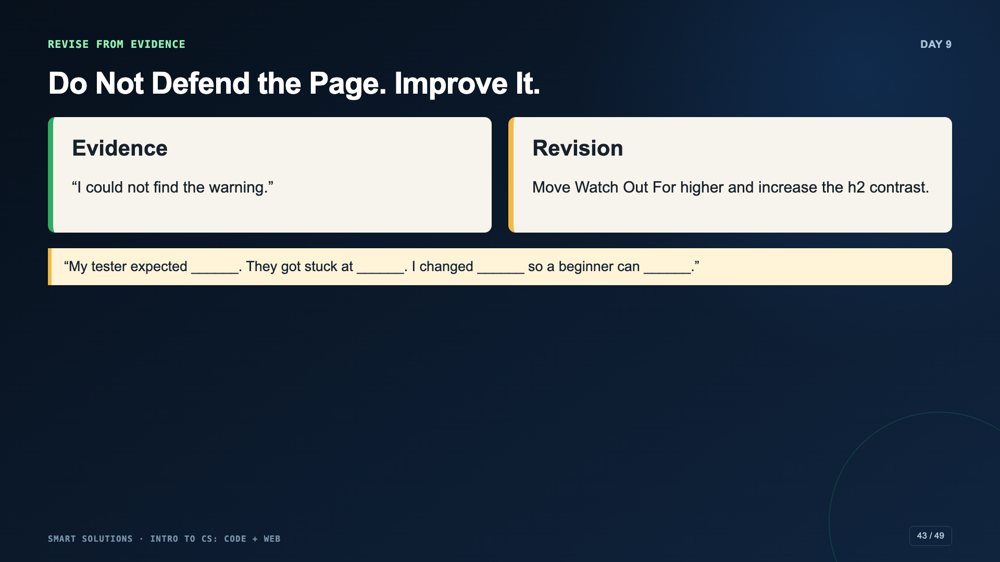 REVISE FROM EVIDENCE
DAY 9
Do Not Defend the Page. Improve It.
Evidence
“I could not find the warning.”
Revision
Move Watch Out For higher and increase the h2 contrast.
“My tester expected ______. They got stuck at ______. I changed ______ so a beginner can ______.”
SMART SOLUTIONS · INTRO TO CS: CODE + WEB
43 / 49